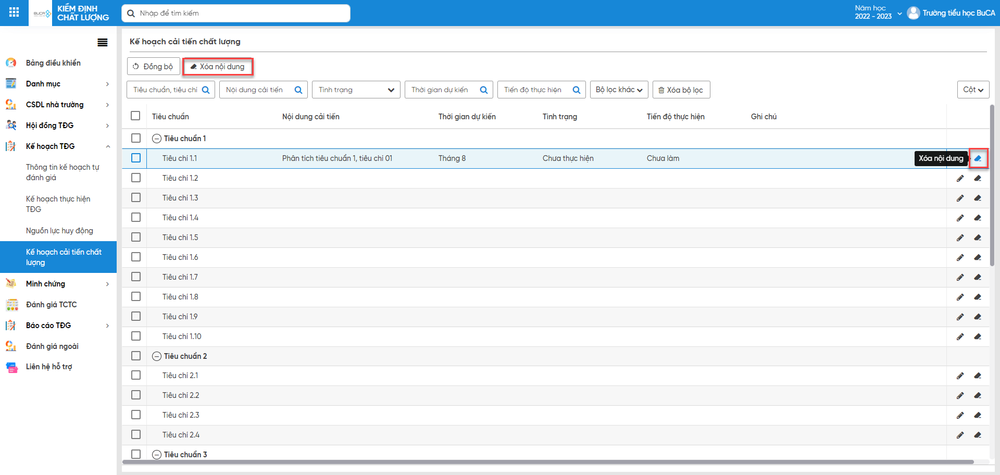 BUCA
KIỂM ĐỊNH
CHẤT LƯỢNG
Nhập để tìm kiếm
Năm học
2022 - 2023
Trường tiểu học BuCA
Bảng điều khiển
Danh mục
CSDL nhà trường
Hội đồng TĐG
Kế hoạch TĐG
Thông tin kế hoạch tự
đánh giá
Kế hoạch thực hiện
TĐG
Nguồn lực huy động
Kế hoạch cải tiến chất
lượng
Minh chứng
Đánh giá TCTC
Báo cáo TĐG
Đánh giá ngoài
Liên hệ hỗ trợ
Kế hoạch cải tiến chất lượng
Đồng bộ
Xóa nội dung
Tiêu chuẩn, tiêu chí
Nội dung cải tiến
Tình trạng
Thời gian dự kiến
Tiến độ thực hiện
Bộ lọc khác
Xóa bộ lọc
Cột
Tiêu chuẩn Nội dung cải tiến Thời gian dự kiến Tình trạng Tiến độ thực hiện Ghi chú
Tiêu chuẩn 1
Tiêu chí 1.1 Phân tích tiêu chuẩn 1, tiêu chí 01 Tháng 8 Chưa thực hiện Chưa làm Xóa nội dung
Tiêu chí 1.2
Tiêu chí 1.3
Tiêu chí 1.4
Tiêu chí 1.5
Tiêu chí 1.6
Tiêu chí 1.7
Tiêu chí 1.8
Tiêu chí 1.9
Tiêu chí 1.10
Tiêu chuẩn 2
Tiêu chí 2.1
Tiêu chí 2.2
Tiêu chí 2.3
Tiêu chí 2.4
Tiêu chuẩn 3